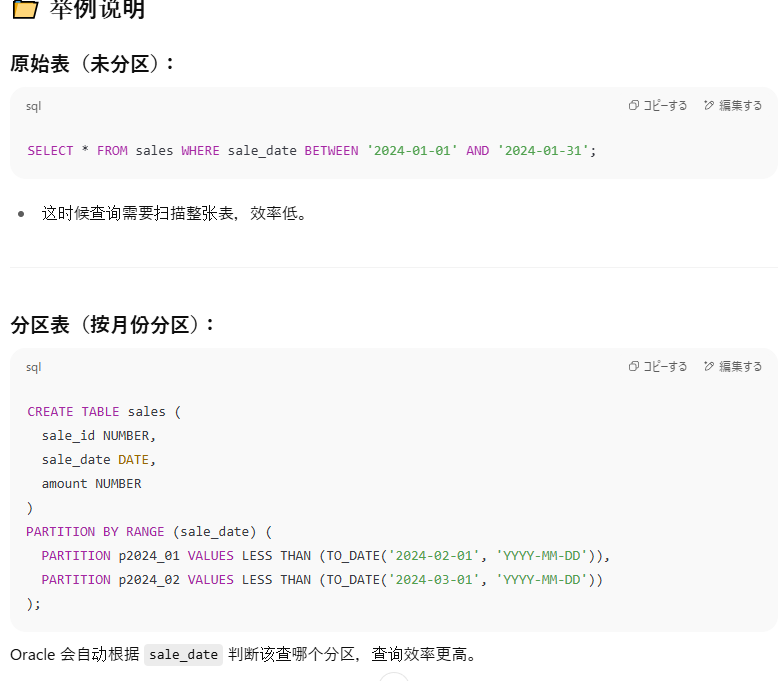 举例说明
原始表（未分区）：
sql
コピーする
編集する
SELECT * FROM sales WHERE sale_date BETWEEN '2024-01-01' AND '2024-01-31';
这时候查询需要扫描整张表，效率低。
分区表（按月份分区）：
sql
コピーする
編集する
CREATE TABLE sales (
  sale_id NUMBER,
  sale_date DATE,
  amount NUMBER
)
PARTITION BY RANGE (sale_date) (
  PARTITION p2024_01 VALUES LESS THAN (TO_DATE('2024-02-01', 'YYYY-MM-DD')),
  PARTITION p2024_02 VALUES LESS THAN (TO_DATE('2024-03-01', 'YYYY-MM-DD'))
);
Oracle 会自动根据 sale_date 判断该查哪个分区，查询效率更高。